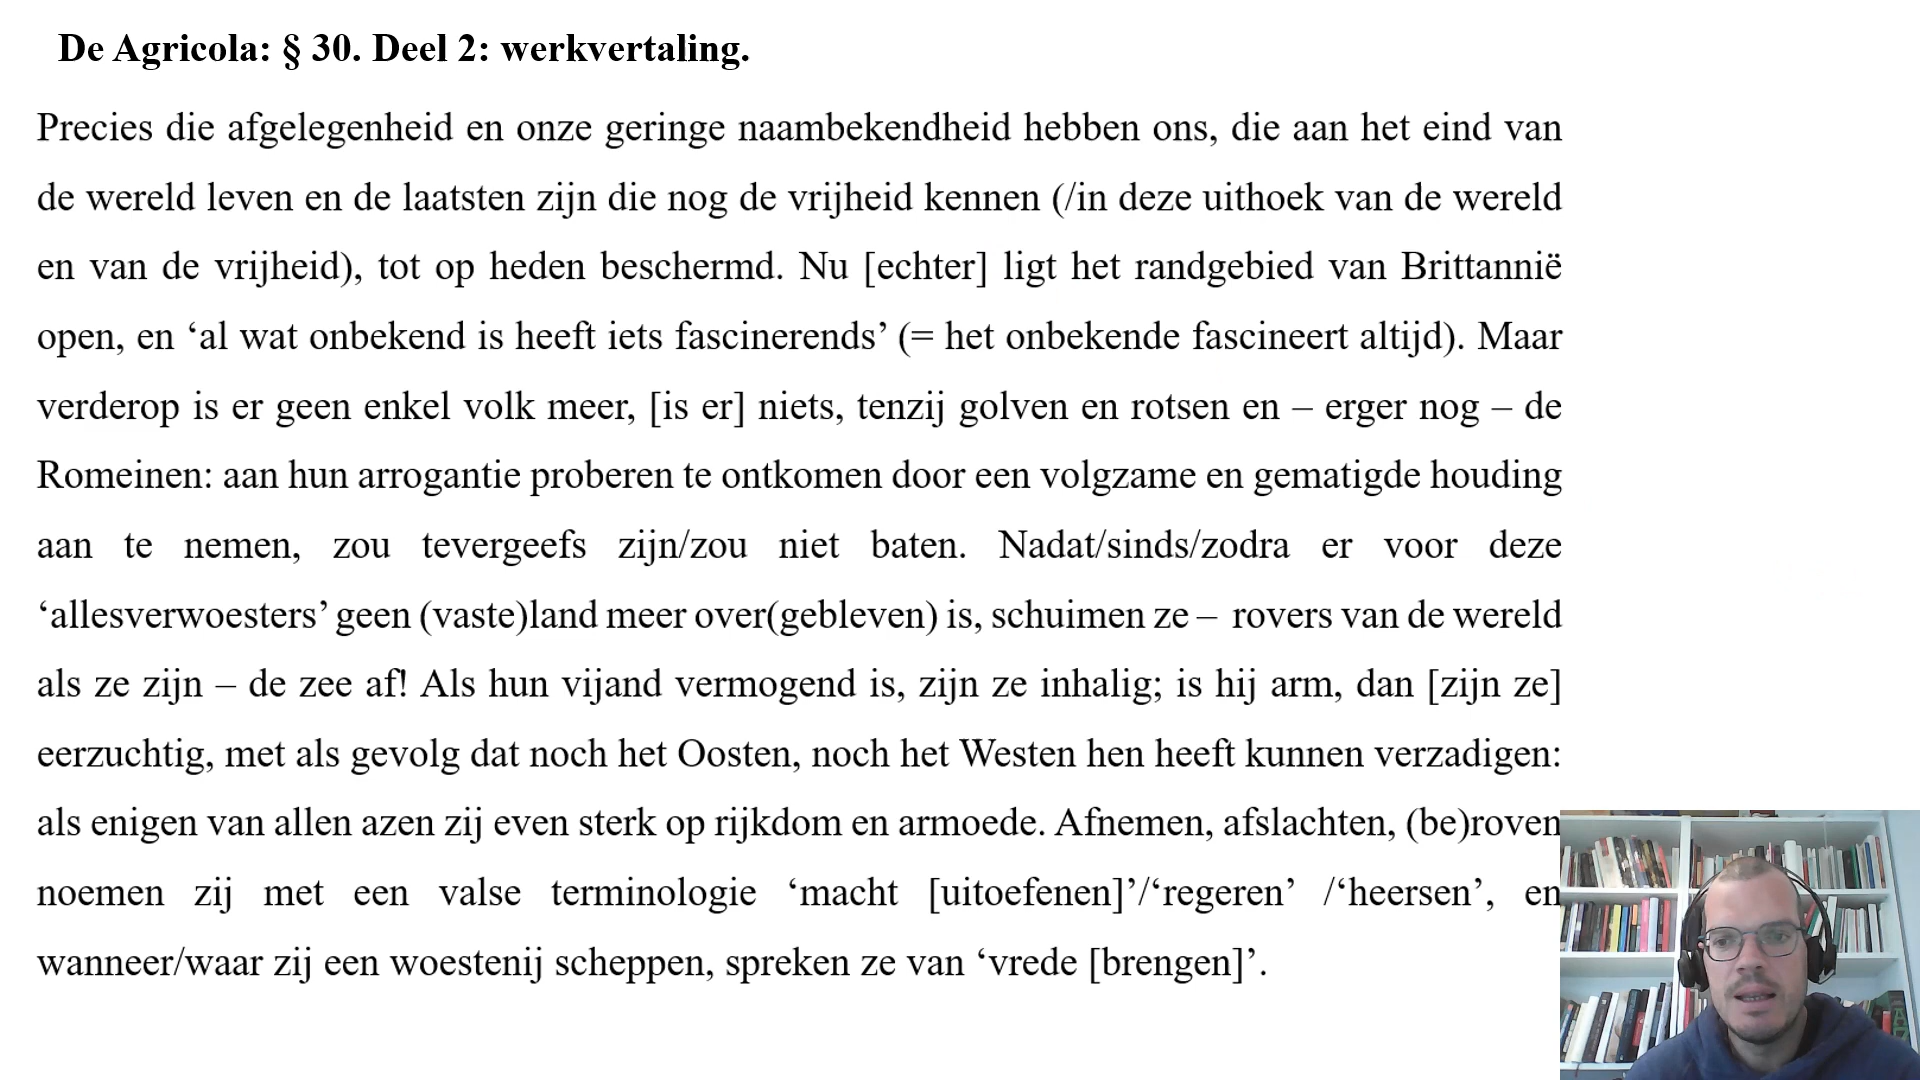 De Agricola: § 30. Deel 2: werkvertaling.
Precies die afgelegenheid en onze geringe naambekendheid hebben ons, die aan het eind van
de wereld leven en de laatsten zijn die nog de vrijheid kennen (/in deze uithoek van de wereld
en van de vrijheid), tot op heden beschermd. Nu [echter] ligt het randgebied van Brittannië
open, en ‘al wat onbekend is heeft iets fascinerends’ (= het onbekende fascineert altijd). Maar
verderop is er geen enkel volk meer, [is er] niets, tenzij golven en rotsen en – erger nog – de
Romeinen: aan hun arrogantie proberen te ontkomen door een volgzame en gematigde houding
aan te nemen, zou tevergeefs zijn/zou niet baten. Nadat/sinds/zodra er voor deze
‘allesverwoesters’ geen (vaste)land meer over(gebleven) is, schuimen ze – rovers van de wereld
als ze zijn – de zee af! Als hun vijand vermogend is, zijn ze inhalig; is hij arm, dan [zijn ze]
eerzuchtig, met als gevolg dat noch het Oosten, noch het Westen hen heeft kunnen verzadigen:
als enigen van allen azen zij even sterk op rijkdom en armoede. Afnemen, afslachten, (be)roven
noemen zij met een valse terminologie ‘macht [uitoefenen]’/‘regeren’ /‘heersen’, en
wanneer/waar zij een woestenij scheppen, spreken ze van ‘vrede [brengen]’.